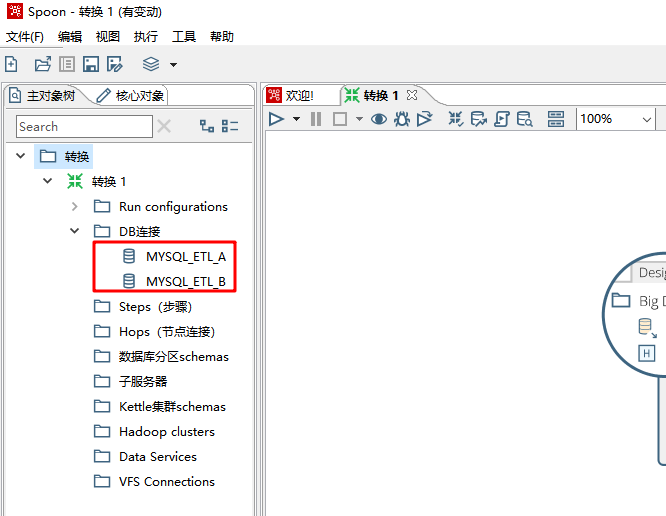 Spoon - 转换 1 (有变动)
文件(F) 编辑 视图 执行 工具 帮助
主对象树 核心对象
Search
转换
转换 1
Run configurations
DB连接
MYSQL_ETL_A
MYSQL_ETL_B
Steps（步骤）
Hops（节点连接）
数据库分区schemas
子服务器
Kettle集群schemas
Hadoop clusters
Data Services
VFS Connections
欢迎! 转换 1
100%
Desig
Big D
H